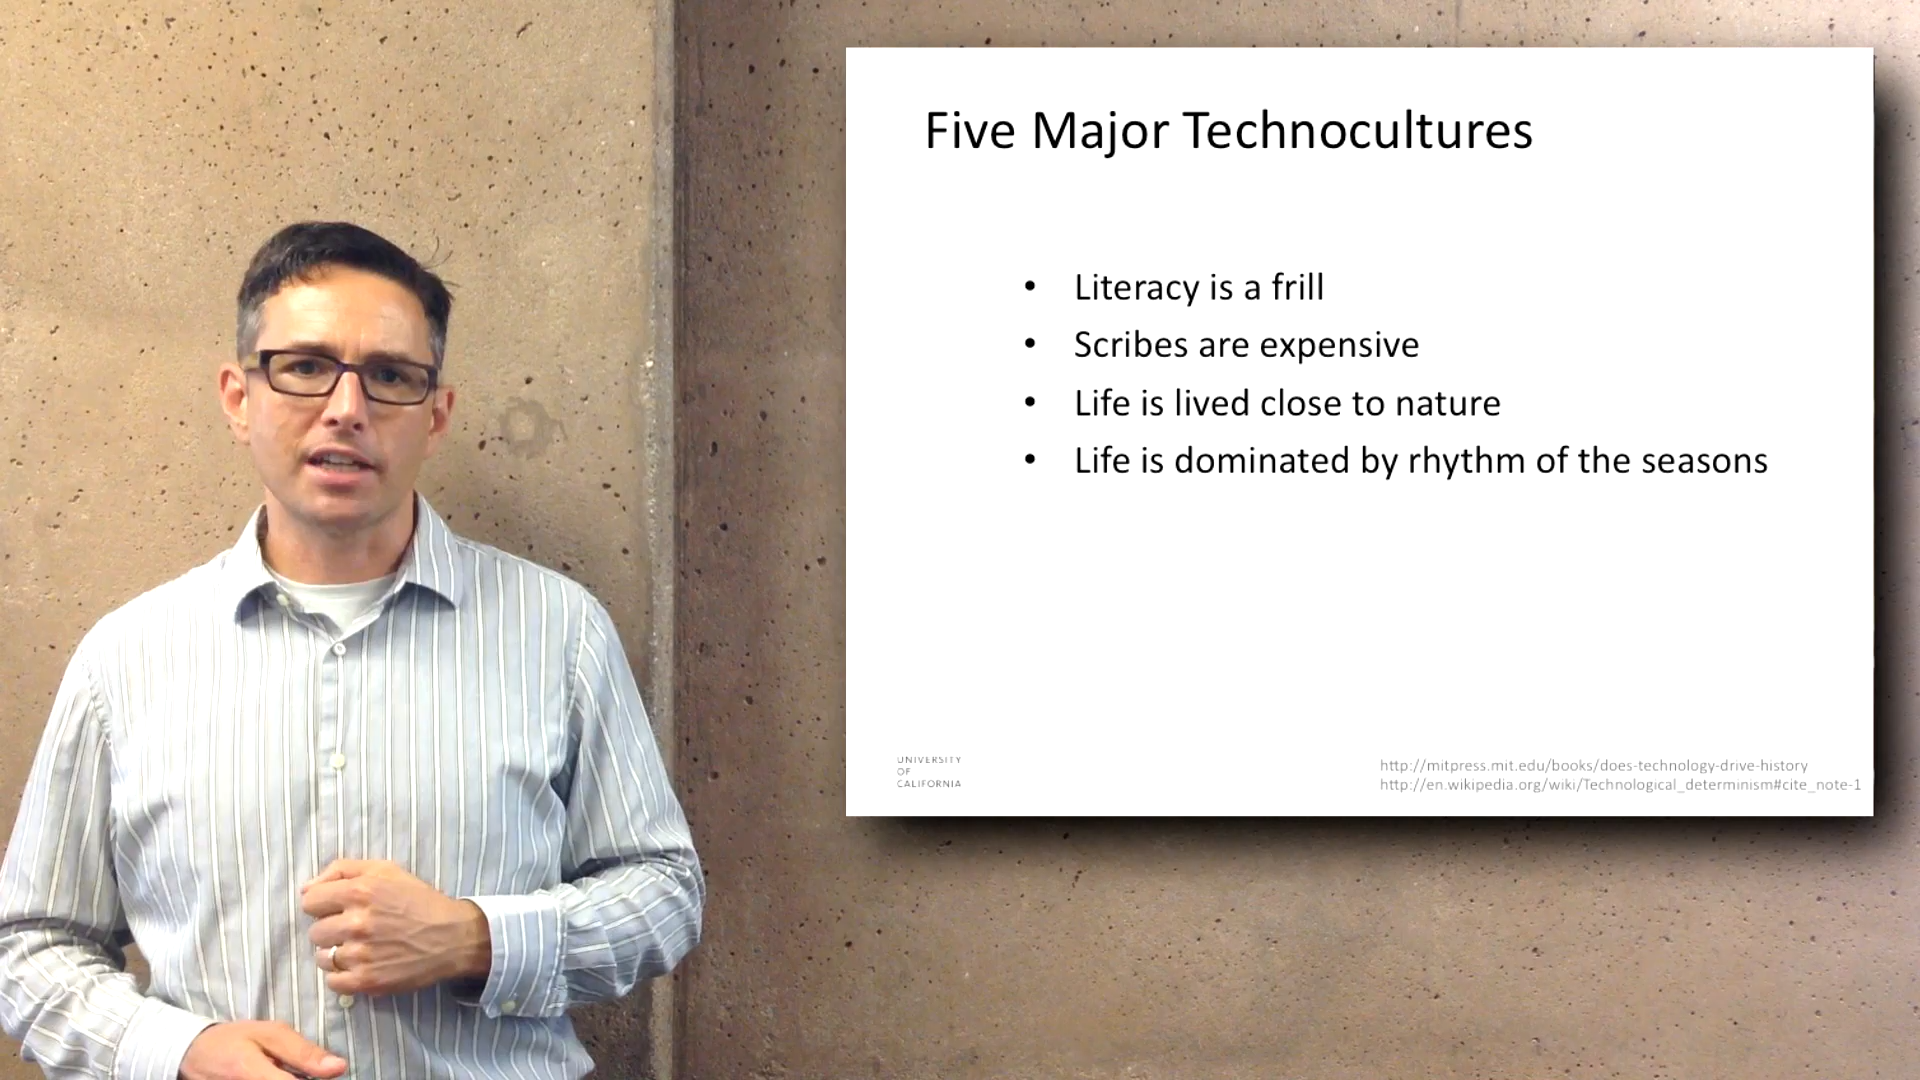 Five Major Technocultures
• Literacy is a frill
• Scribes are expensive
• Life is lived close to nature
• Life is dominated by rhythm of the seasons
UNIVERSITY
OF
CALIFORNIA
http://mitpress.mit.edu/books/does-technology-drive-history
http://en.wikipedia.org/wiki/Technological_determinism#cite_note-1